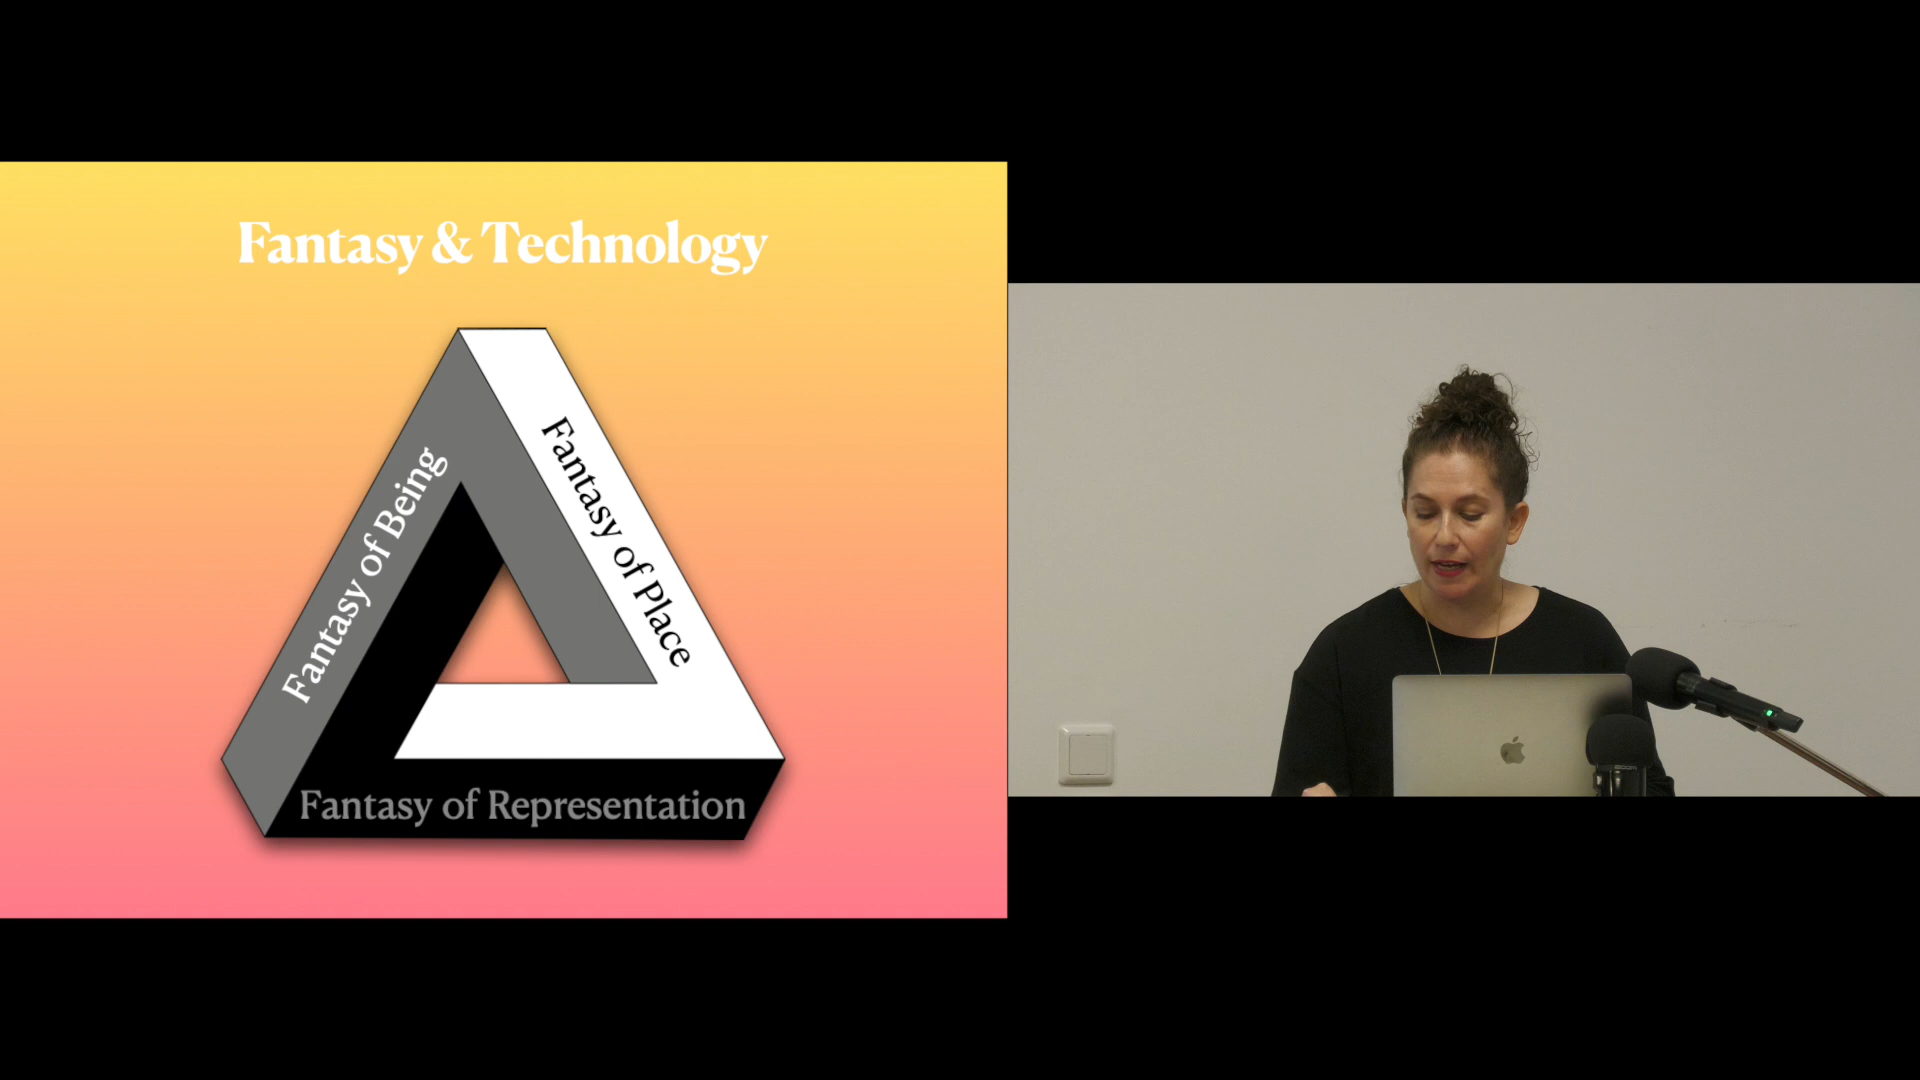 Fantasy & Technology
Fantasy of Being
Fantasy of Place
Fantasy of Representation